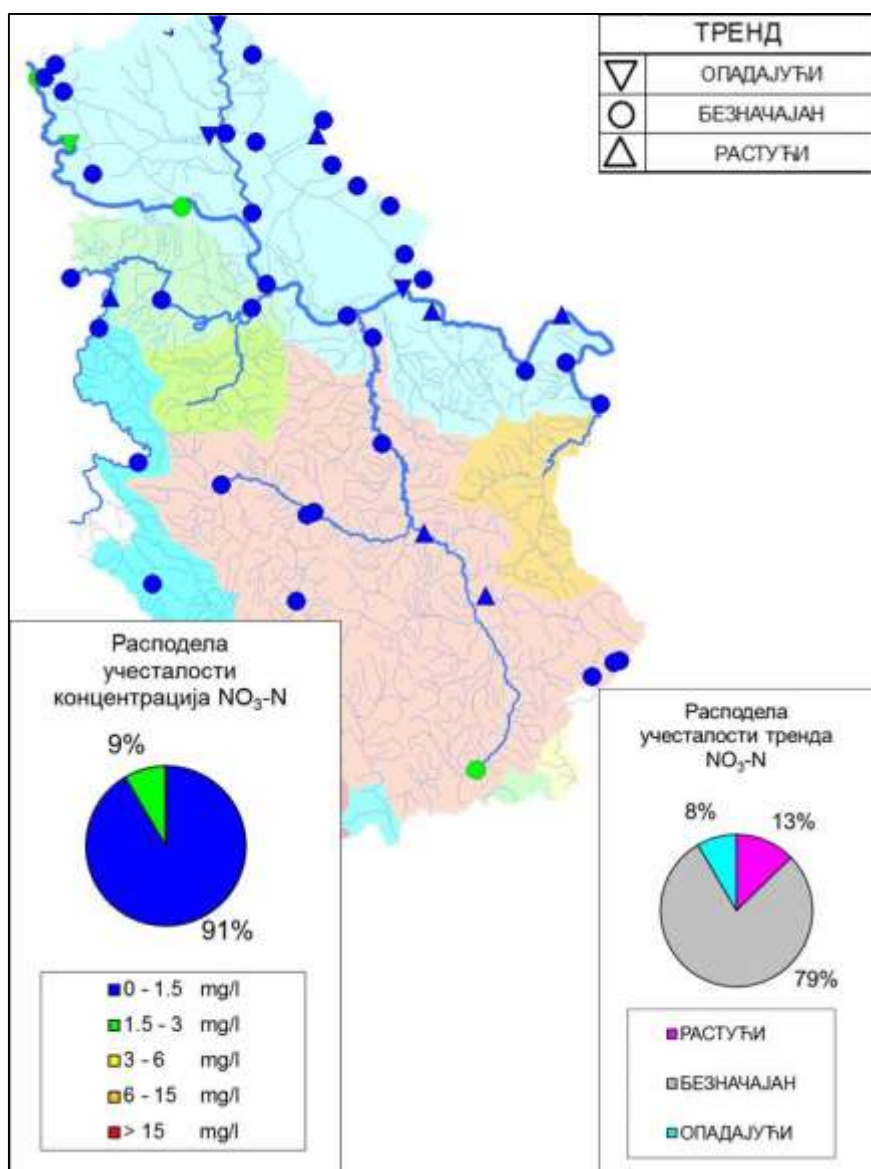 ТРЕНД
ОПАДАЈУЋИ
БЕЗНАЧАЈАН
РАСТУЋИ
Расподела
учесталости
концентрација NO₃-N
9%
91%
0 - 1.5 mg/l
1.5 - 3 mg/l
3 - 6 mg/l
6 - 15 mg/l
> 15 mg/l
Расподела
учесталости тренда
NO₃-N
8%
13%
79%
РАСТУЋИ
БЕЗНАЧАЈАН
ОПАДАЈУЋИ